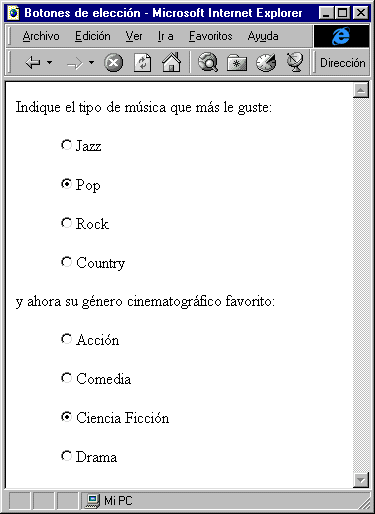 Botones de elección - Microsoft Internet Explorer
Archivo Edición Ver Ir a Favoritos Ayuda
Dirección
Indique el tipo de música que más le guste:
Jazz
Pop
Rock
Country
y ahora su género cinematográfico favorito:
Acción
Comedia
Ciencia Ficción
Drama
Mi PC